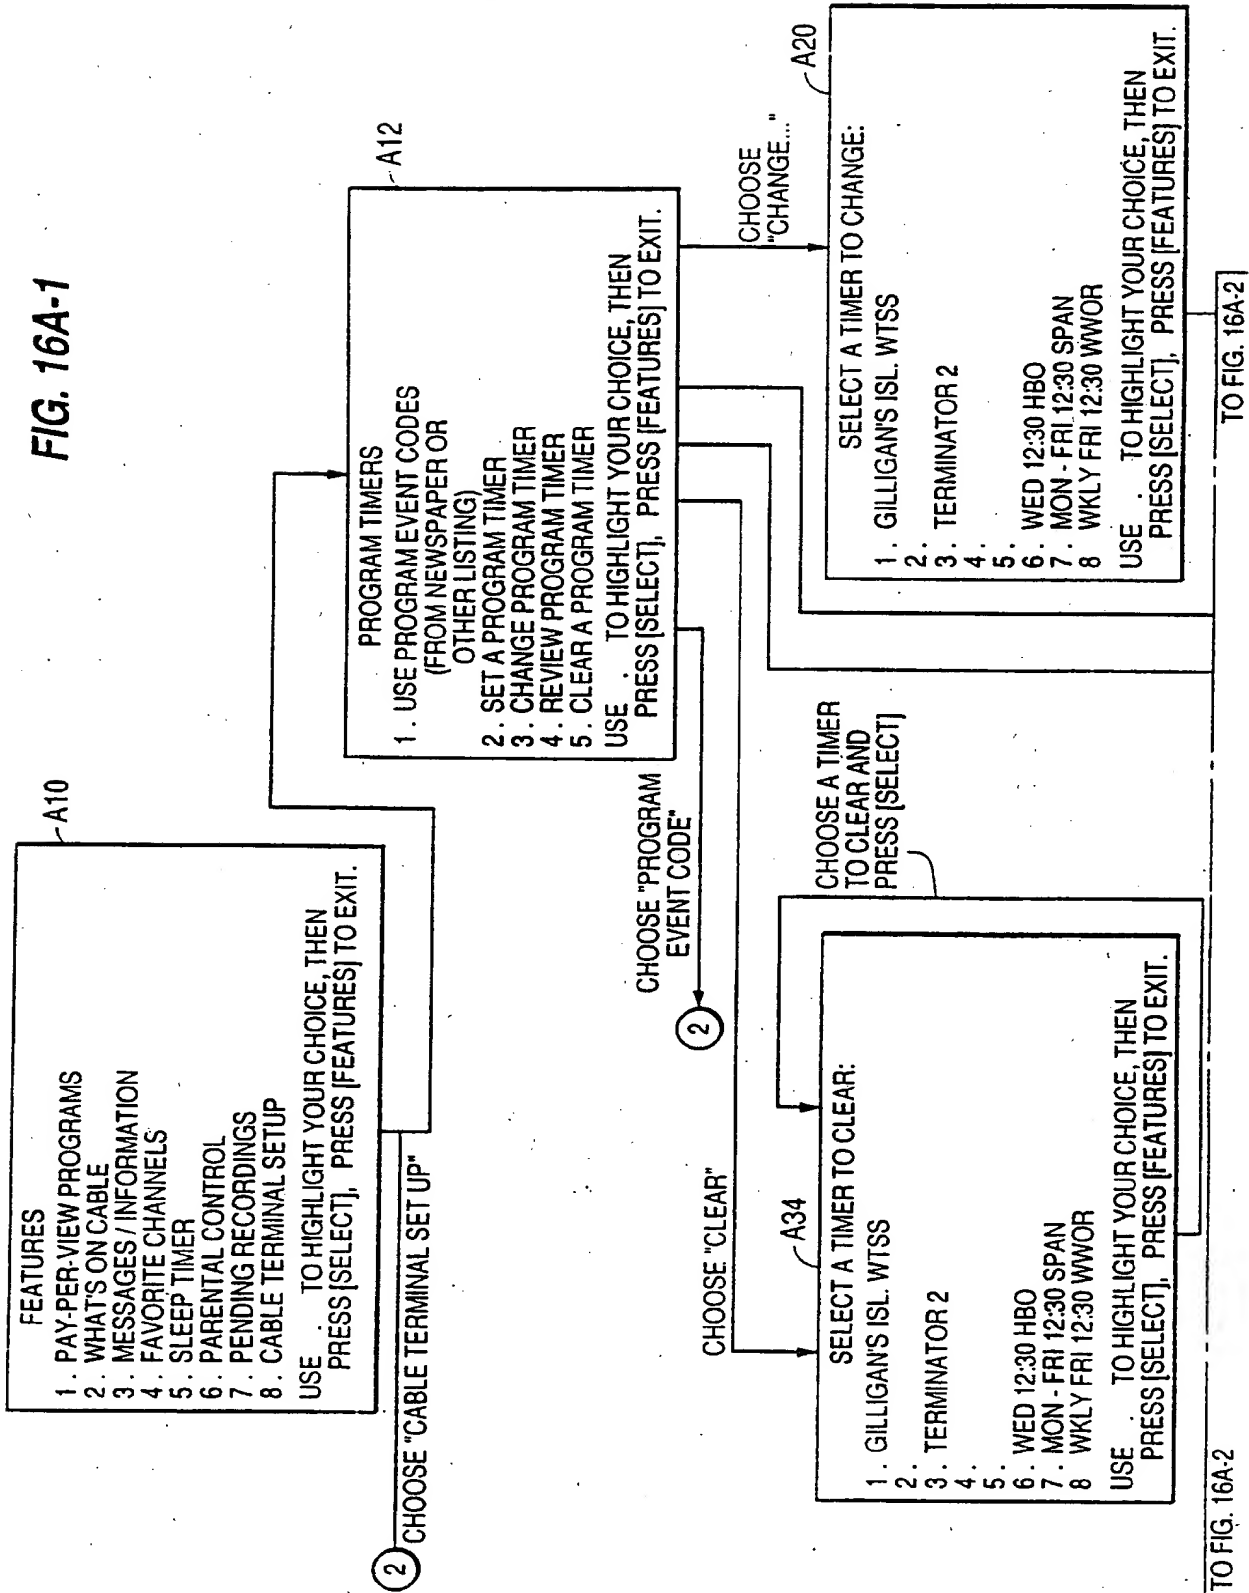 FIG. 16A-1
A10
FEATURES
1. PAY-PER-VIEW PROGRAMS
2. WHAT'S ON CABLE
3. MESSAGES / INFORMATION
4. FAVORITE CHANNELS
5. SLEEP TIMER
6. PARENTAL CONTROL
7. PENDING RECORDINGS
8. CABLE TERMINAL SETUP
USE . TO HIGHLIGHT YOUR CHOICE, THEN
PRESS [SELECT], PRESS [FEATURES] TO EXIT.
2
CHOOSE "CABLE TERMINAL SET UP"
A12
PROGRAM TIMERS
1. USE PROGRAM EVENT CODES
(FROM NEWSPAPER OR
OTHER LISTING)
2. SET A PROGRAM TIMER
3. CHANGE PROGRAM TIMER
4. REVIEW PROGRAM TIMER
5. CLEAR A PROGRAM TIMER
USE . TO HIGHLIGHT YOUR CHOICE, THEN
PRESS [SELECT], PRESS [FEATURES] TO EXIT.
CHOOSE "PROGRAM
EVENT CODE"
2
CHOOSE "CLEAR"
CHOOSE
"CHANGE..."
A34
SELECT A TIMER TO CLEAR:
1. GILLIGAN'S ISL. WTSS
2.
3. TERMINATOR 2
4.
5.
6. WED 12:30 HBO
7. MON - FRI 12:30 SPAN
8 WKLY FRI 12:30 WWOR
USE . TO HIGHLIGHT YOUR CHOICE, THEN
PRESS [SELECT], PRESS [FEATURES] TO EXIT.
CHOOSE A TIMER
TO CLEAR AND
PRESS [SELECT]
A20
SELECT A TIMER TO CHANGE:
1. GILLIGAN'S ISL. WTSS
2.
3. TERMINATOR 2
4.
5.
6. WED 12:30 HBO
7. MON - FRI 12:30 SPAN
8 WKLY FRI 12:30 WWOR
USE . TO HIGHLIGHT YOUR CHOICE, THEN
PRESS [SELECT], PRESS [FEATURES] TO EXIT.
TO FIG. 16A-2
TO FIG. 16A-2